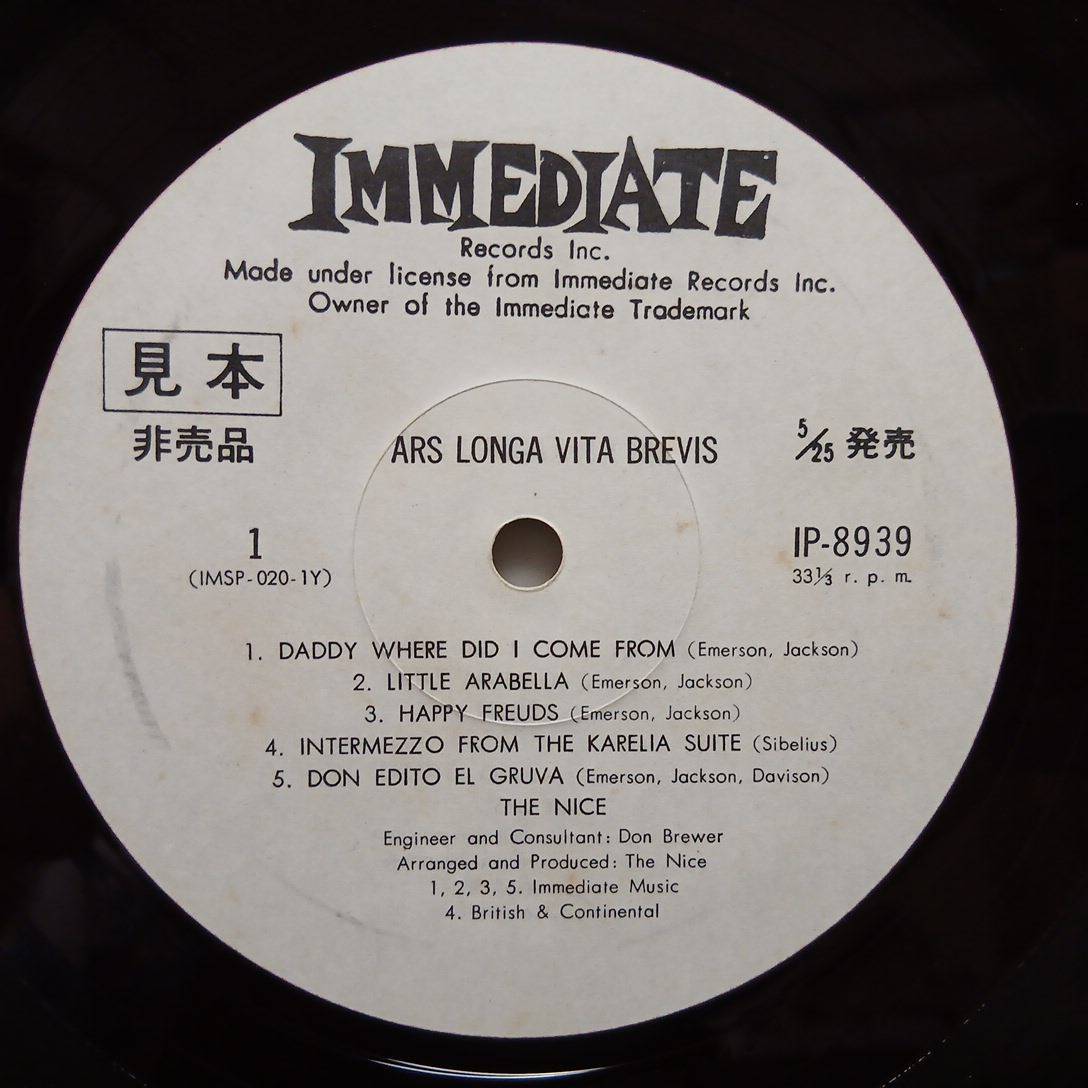 IMMEDIATE
Records Inc.
Made under license from Immediate Records Inc.
Owner of the Immediate Trademark
見本
非売品
ARS LONGA VITA BREVIS
5/25 発売
1
(IMSP-020-1Y)
IP-8939
33⅓ r. p. m.
1. DADDY WHERE DID I COME FROM (Emerson, Jackson)
2. LITTLE ARABELLA (Emerson, Jackson)
3. HAPPY FREUDS (Emerson, Jackson)
4. INTERMEZZO FROM THE KARELIA SUITE (Sibelius)
5. DON EDITO EL GRUVA (Emerson, Jackson, Davison)
THE NICE
Engineer and Consultant: Don Brewer
Arranged and Produced: The Nice
1, 2, 3, 5. Immediate Music
4. British & Continental